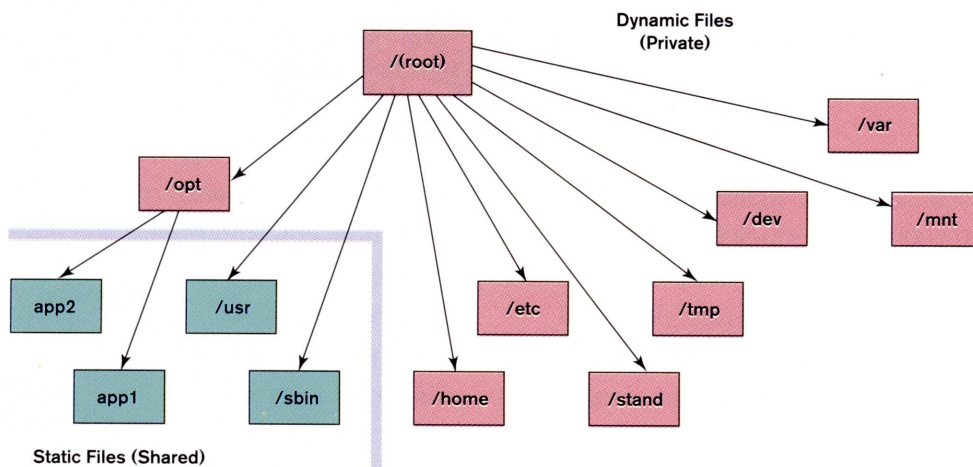 Dynamic Files
(Private)
/(root)
/var
/opt
/dev
/mnt
app2
/usr
/etc
/tmp
app1
/sbin
/home
/stand
Static Files (Shared)